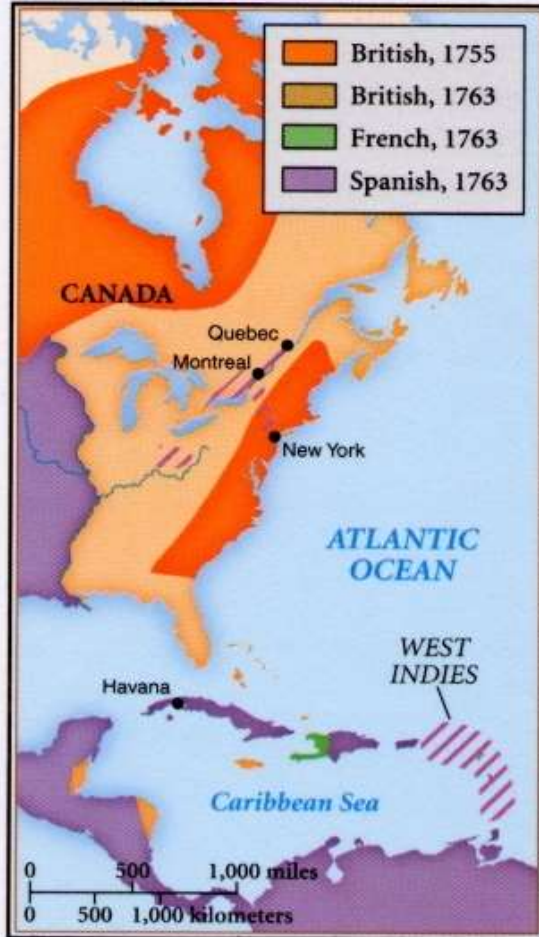 British, 1755
British, 1763
French, 1763
Spanish, 1763
CANADA
Quebec
Montreal
New York
ATLANTIC
OCEAN
WEST
INDIES
Havana
Caribbean Sea
0 500 1,000 miles
0 500 1,000 kilometers